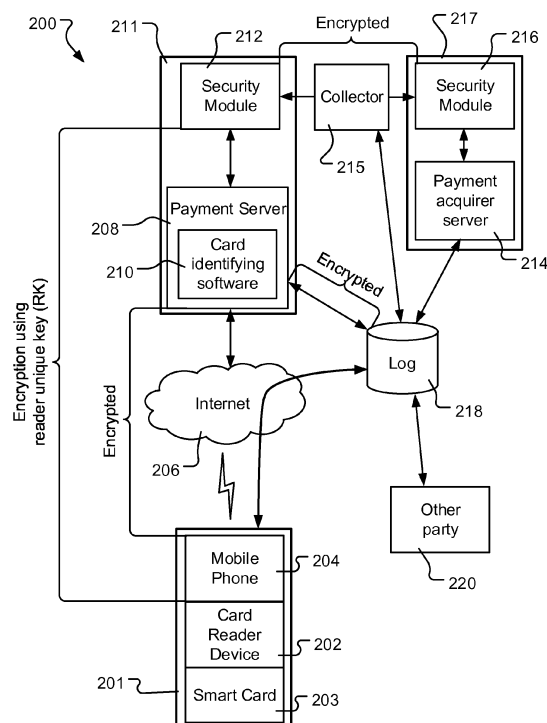 200
211
212
Encrypted
217
216
Security
Module
Collector
215
Security
Module
208
Payment Server
210
Card
identifying
software
Payment
acquirer
server
214
Encrypted
Encryption using
reader unique key (RK)
Encrypted
Internet
206
Log
218
Other
party
220
Mobile
Phone
204
Card
Reader
Device
202
201
Smart Card
203